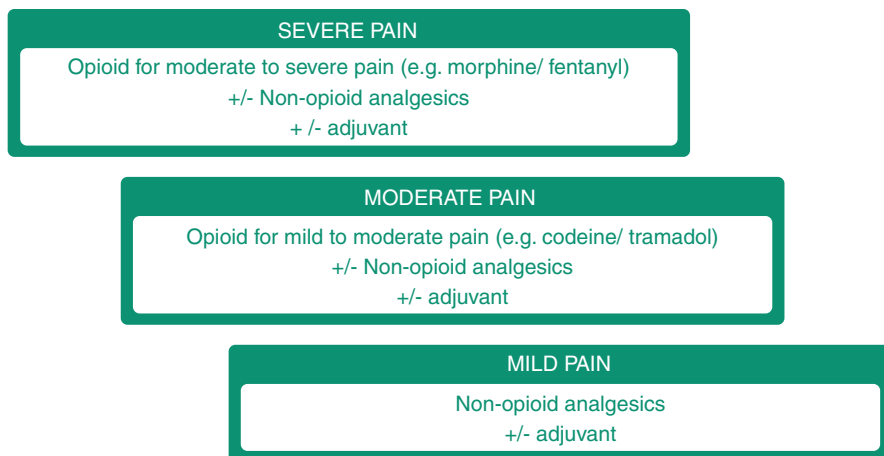 SEVERE PAIN
Opioid for moderate to severe pain (e.g. morphine/ fentanyl)
+/- Non-opioid analgesics
+ /- adjuvant
MODERATE PAIN
Opioid for mild to moderate pain (e.g. codeine/ tramadol)
+/- Non-opioid analgesics
+/- adjuvant
MILD PAIN
Non-opioid analgesics
+/- adjuvant